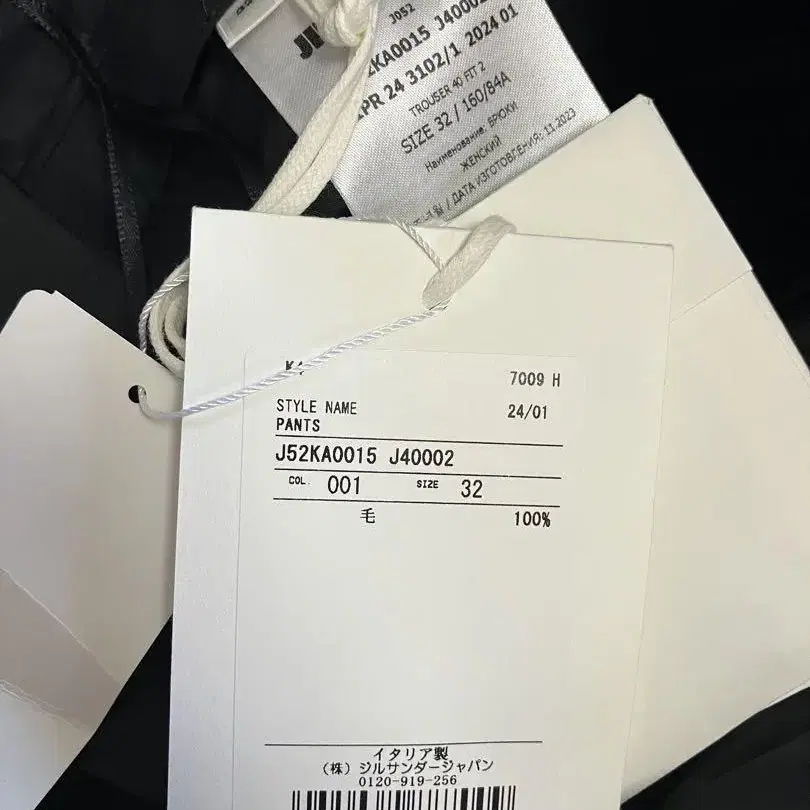 J052
2KA0015 J40002
PR 24 3102/1 2024 01
TROUSER 40 FIT 2
SIZE 32 / 160/84A
Наименование: БРЮКИ
ЖЕНСКИЙ
/ ДАТА ИЗГОТОВЛЕНИЯ: 11.2023
7009 H
STYLE NAME 24/01
PANTS
J52KA0015 J40002
COL. 001 SIZE 32
毛 100%
イタリア製
(株) ジルサンダージャパン
0120-919-256